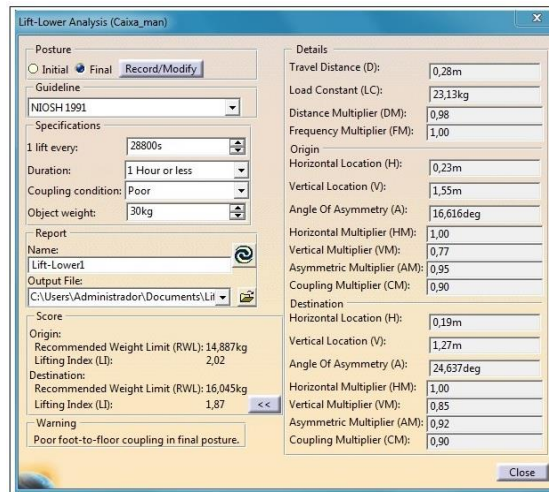 Lift-Lower Analysis (Caixa_man)
x
Posture
Initial Final Record/Modify
Guideline
NIOSH 1991
Specifications
1 lift every: 28800s
Duration: 1 Hour or less
Coupling condition: Poor
Object weight: 30kg
Report
Name:
Lift-Lower1
Output File:
C:\Users\Administrador\Documents\Lif
Score
Origin:
Recommended Weight Limit (RWL): 14,887kg
Lifting Index (LI): 2,02
Destination:
Recommended Weight Limit (RWL): 16,045kg
Lifting Index (LI): 1,87 <<
Warning
Poor foot-to-floor coupling in final posture.
Details
Travel Distance (D): 0,28m
Load Constant (LC): 23,13kg
Distance Multiplier (DM): 0,98
Frequency Multiplier (FM): 1,00
Origin
Horizontal Location (H): 0,23m
Vertical Location (V): 1,55m
Angle Of Asymmetry (A): 16,616deg
Horizontal Multiplier (HM): 1,00
Vertical Multiplier (VM): 0,77
Asymmetric Multiplier (AM): 0,95
Coupling Multiplier (CM): 0,90
Destination
Horizontal Location (H): 0,19m
Vertical Location (V): 1,27m
Angle Of Asymmetry (A): 24,637deg
Horizontal Multiplier (HM): 1,00
Vertical Multiplier (VM): 0,85
Asymmetric Multiplier (AM): 0,92
Coupling Multiplier (CM): 0,90
Close